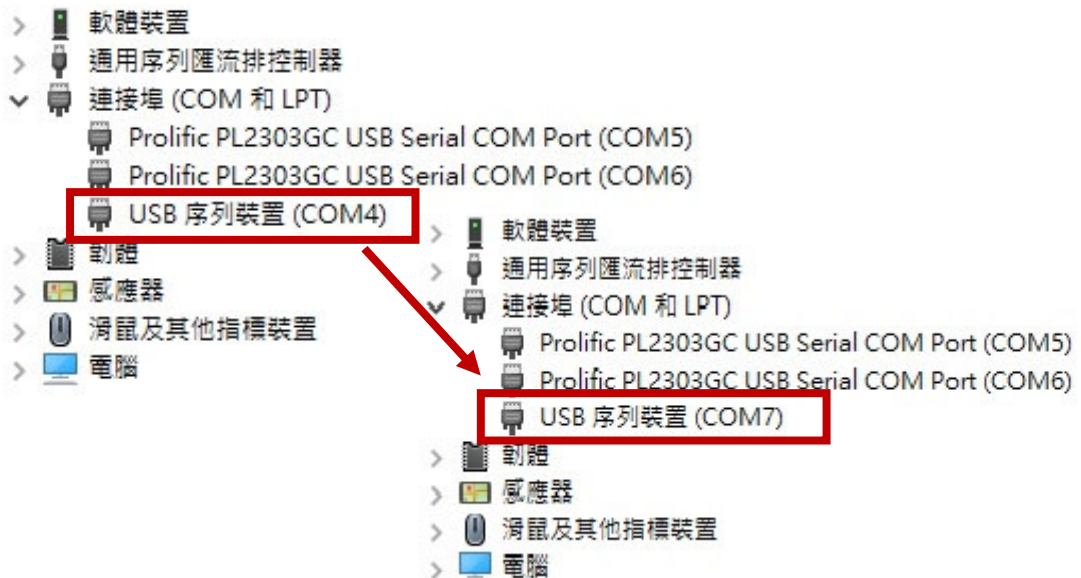 軟體裝置
通用序列匯流排控制器
連接埠 (COM 和 LPT)
Prolific PL2303GC USB Serial COM Port (COM5)
Prolific PL2303GC USB Serial COM Port (COM6)
USB 序列裝置 (COM4)
韌體
感應器
滑鼠及其他指標裝置
電腦
軟體裝置
通用序列匯流排控制器
連接埠 (COM 和 LPT)
Prolific PL2303GC USB Serial COM Port (COM5)
Prolific PL2303GC USB Serial COM Port (COM6)
USB 序列裝置 (COM7)
韌體
感應器
滑鼠及其他指標裝置
電腦